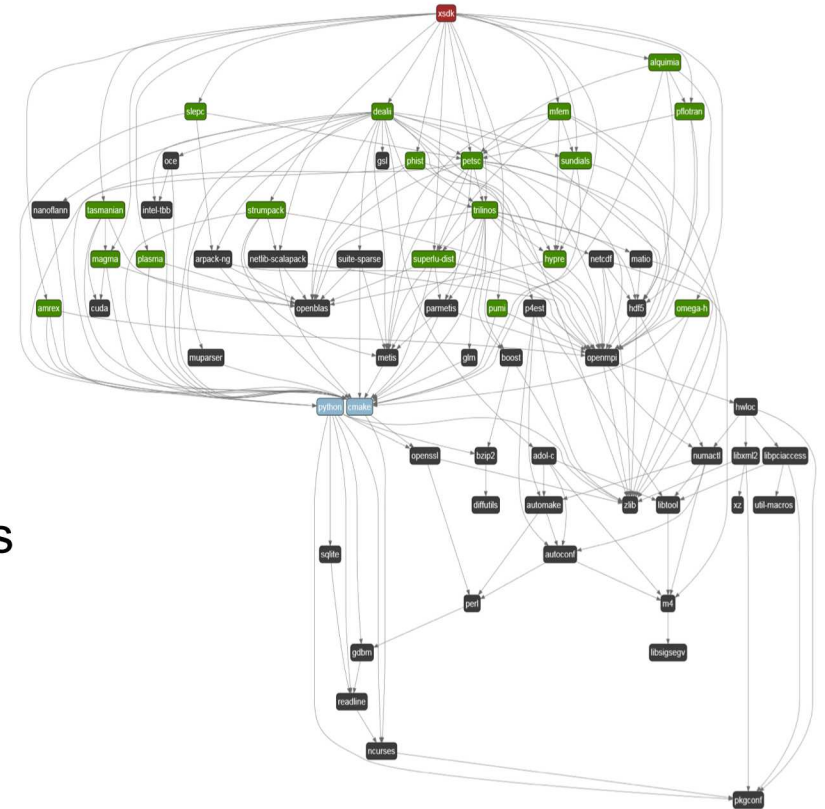 xsdk
alquimia
slepc
dealii
mfem
pflotran
oce
gsl
phist
petsc
sundials
nanoflann
tasmanian
intel-tbb
strumpack
trilinos
magma
plasma
arpack-ng
netlib-scalapack
suite-sparse
superlu-dist
hypre
netcdf
matio
amrex
cuda
openblas
parmetis
pumi
p4est
hdf5
omega-h
muparser
metis
glm
boost
openmpi
python
cmake
hwloc
openssl
bzip2
adol-c
numactl
libxml2
libpciaccess
diffutils
automake
zlib
libtool
xz
util-macros
s
sqlite
autoconf
perl
m4
gdbm
libsigsegv
readline
ncurses
pkgconf